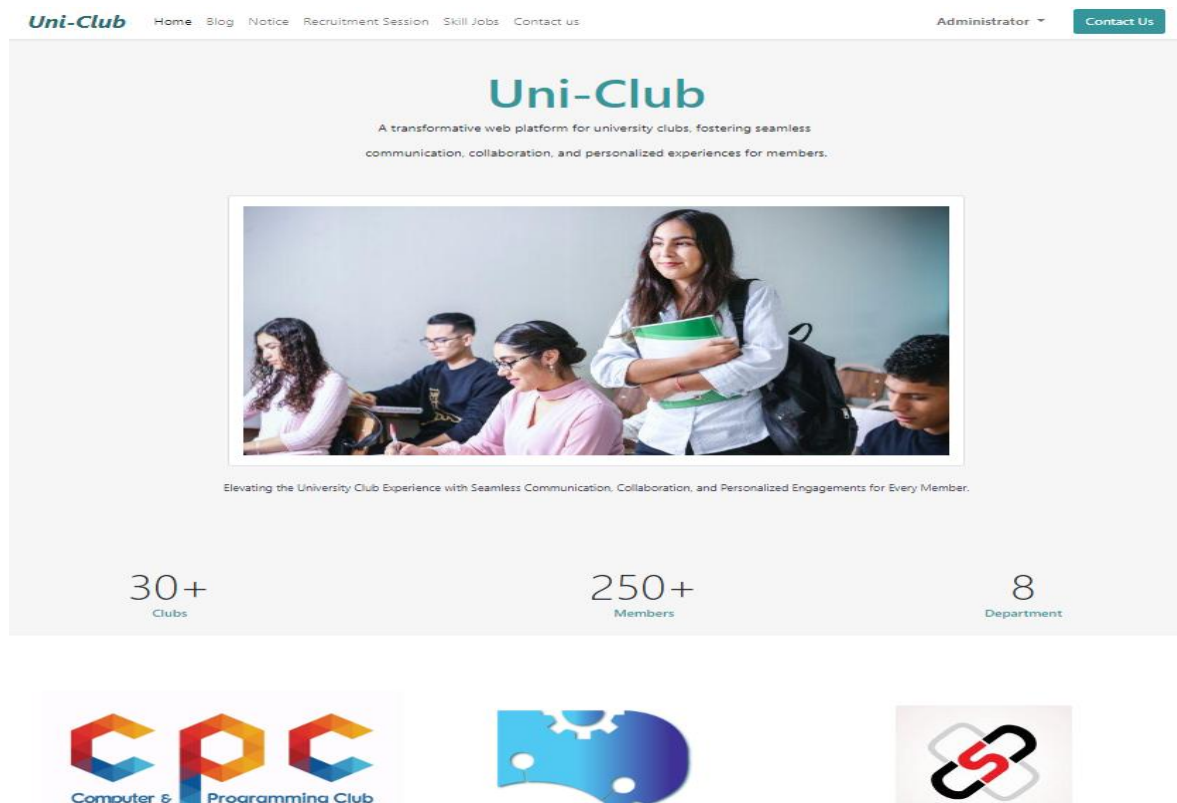 Uni-Club Home Blog Notice Recruitment Session Skill Jobs Contact us Administrator Contact Us
Uni-Club
A transformative web platform for university clubs, fostering seamless
communication, collaboration, and personalized experiences for members.
Elevating the University Club Experience with Seamless Communication, Collaboration, and Personalized Engagements for Every Member.
30+ 250+ 8
Clubs Members Department
cpc
Computer & Programming Club